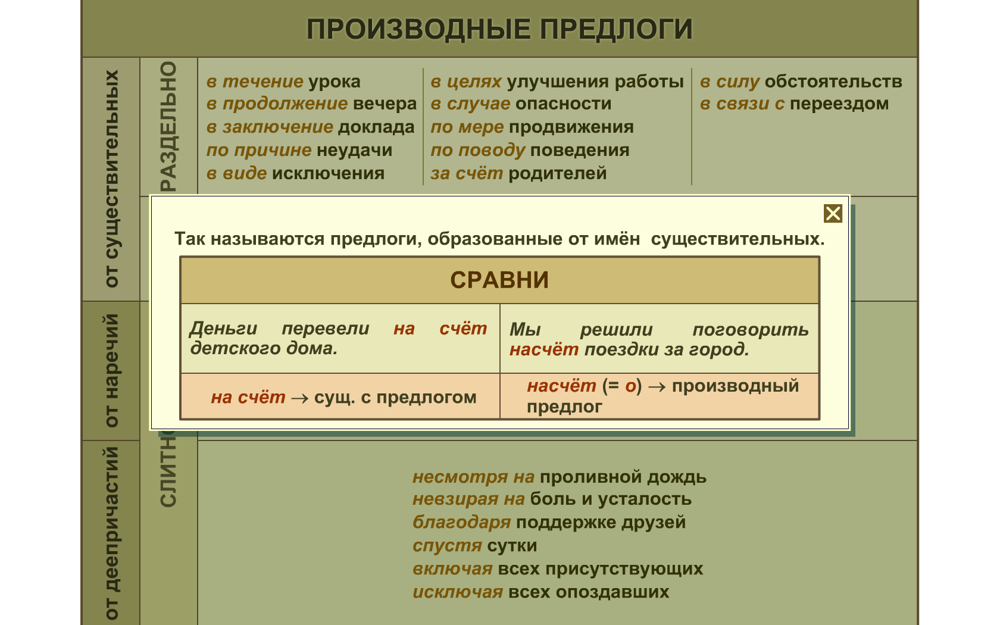 ПРОИЗВОДНЫЕ ПРЕДЛОГИ
от существительных
РАЗДЕЛЬНО
в течение урока
в продолжение вечера
в заключение доклада
по причине неудачи
в виде исключения
в целях улучшения работы
в случае опасности
по мере продвижения
по поводу поведения
за счёт родителей
в силу обстоятельств
в связи с переездом
Так называются предлоги, образованные от имён существительных.
СРАВНИ
Деньги перевели на счёт
детского дома.
Мы решили поговорить
насчёт поездки за город.
на счёт → сущ. с предлогом
насчёт (= о) → производный
предлог
от наречий
СЛИТНО
от деепричастий
несмотря на проливной дождь
невзирая на боль и усталость
благодаря поддержке друзей
спустя сутки
включая всех присутствующих
исключая всех опоздавших